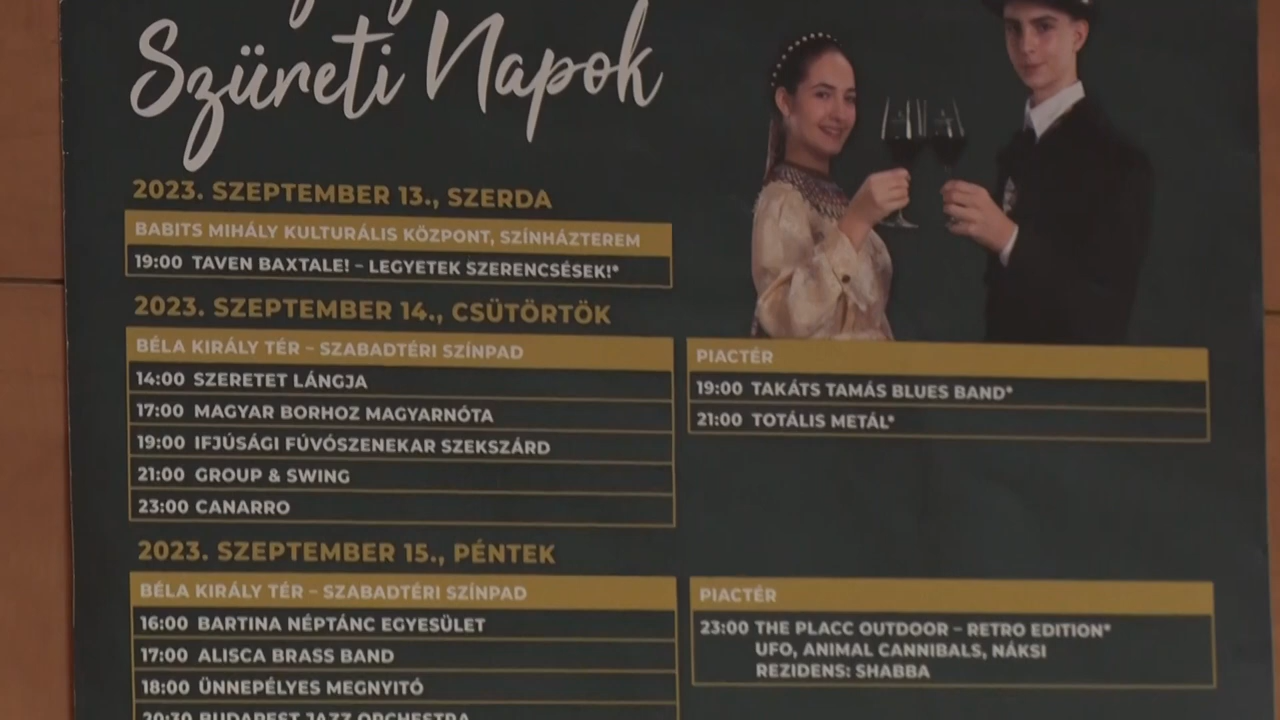 Szüreti Napok
2023. SZEPTEMBER 13., SZERDA
BABITS MIHÁLY KULTURÁLIS KÖZPONT, SZÍNHÁZTEREM
19:00 TAVEN BAXTALE! – LEGYETEK SZERENCSÉSEK!*
2023. SZEPTEMBER 14., CSÜTÖRTÖK
BÉLA KIRÁLY TÉR – SZABADTÉRI SZÍNPAD
14:00 SZERETET LÁNGJA
17:00 MAGYAR BORHOZ MAGYARNÓTA
19:00 IFJÚSÁGI FÚVÓSZENEKAR SZEKSZÁRD
21:00 GROUP & SWING
23:00 CANARRO
PIACTÉR
19:00 TAKÁTS TAMÁS BLUES BAND*
21:00 TOTÁLIS METÁL*
2023. SZEPTEMBER 15., PÉNTEK
BÉLA KIRÁLY TÉR – SZABADTÉRI SZÍNPAD
16:00 BARTINA NÉPTÁNC EGYESÜLET
17:00 ALISCA BRASS BAND
18:00 ÜNNEPÉLYES MEGNYITÓ
20:30 BUDAPEST JAZZ ORCHESTRA
PIACTÉR
23:00 THE PLACC OUTDOOR – RETRO EDITION*
UFO, ANIMAL CANNIBALS, NÁKSI
REZIDENS: SHABBA